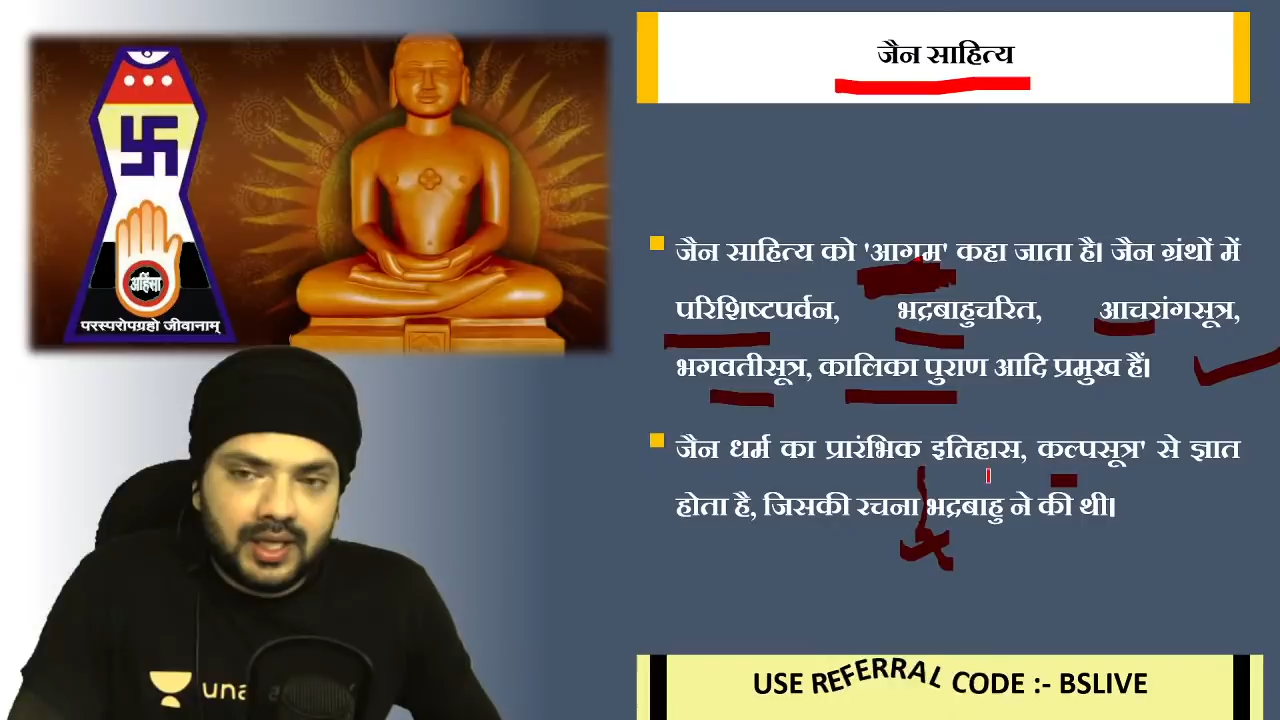 जैन साहित्य
जैन साहित्य को 'आगम' कहा जाता है। जैन ग्रंथों में
परिशिष्टपर्वन, भद्रबाहुचरित, आचरांगसूत्र,
भगवतीसूत्र, कालिका पुराण आदि प्रमुख हैं।
जैन धर्म का प्रारंभिक इतिहास, कल्पसूत्र' से ज्ञात
होता है, जिसकी रचना भद्रबाहु ने की थी।
अहिंसा
परस्परोपग्रहो जीवानाम्
USE REFERRAL CODE :- BSLIVE